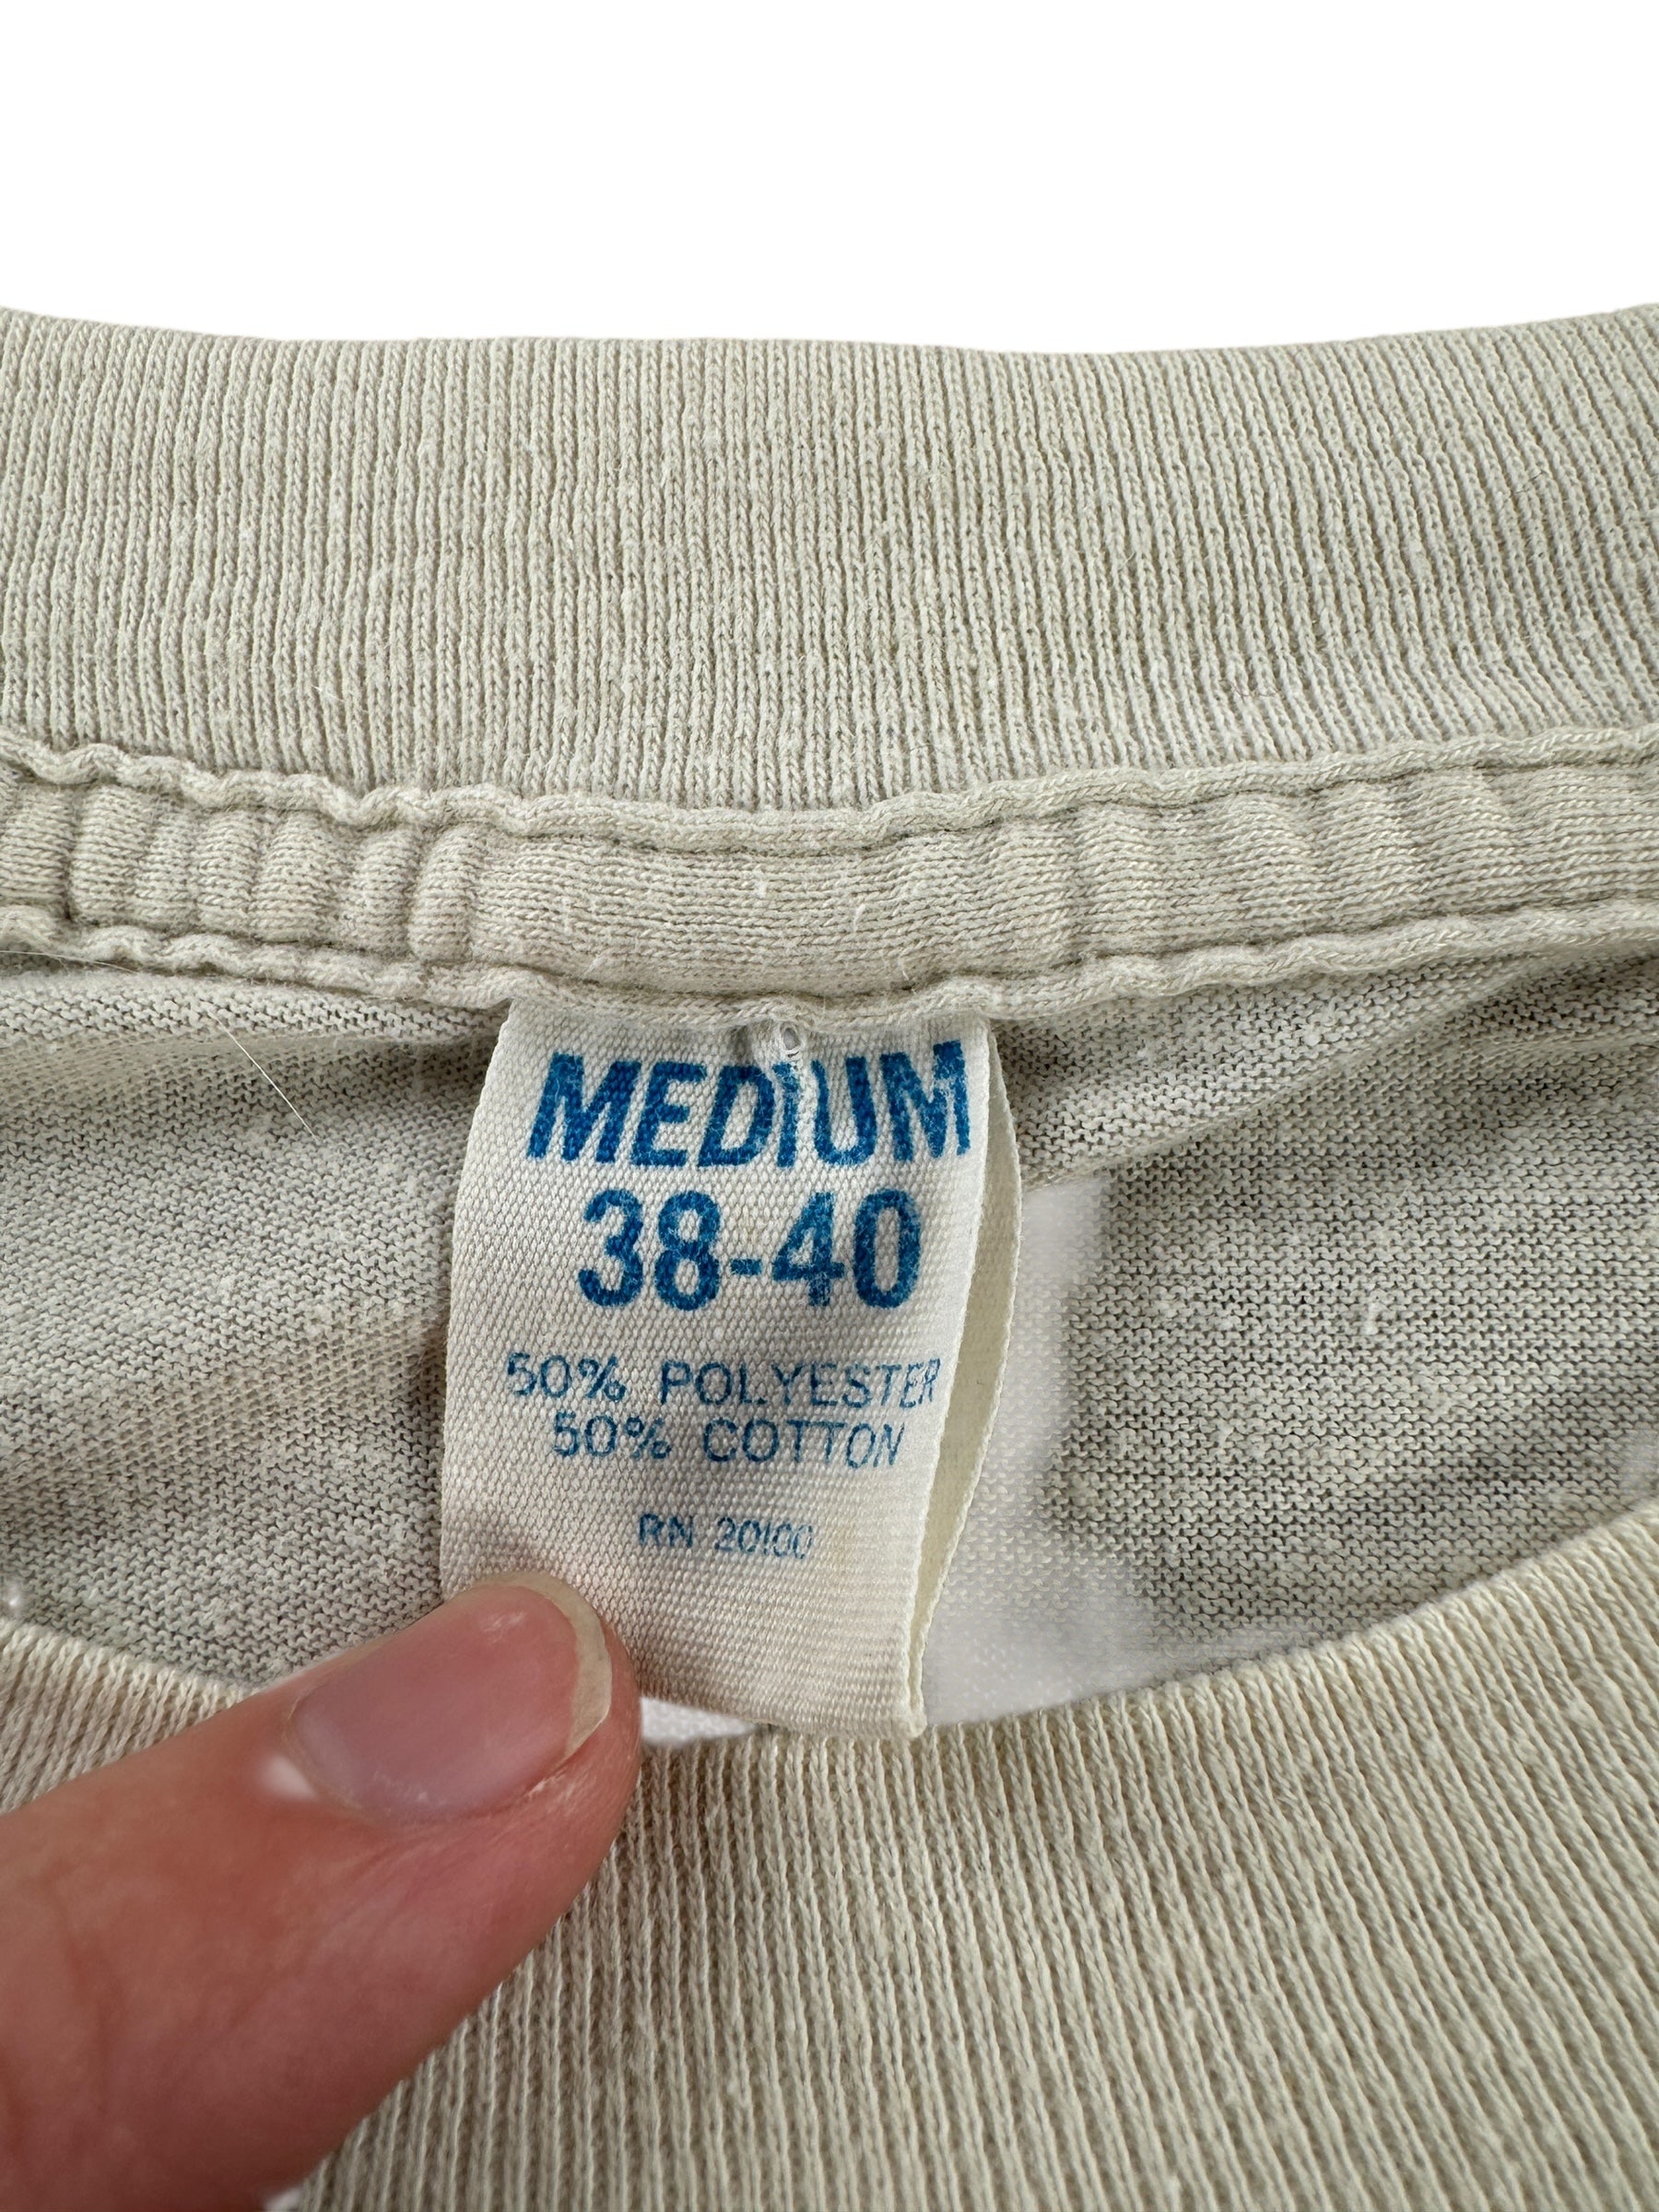 MEDIUM
38-40
50% POLYESTER
50% COTTON
RN 20100